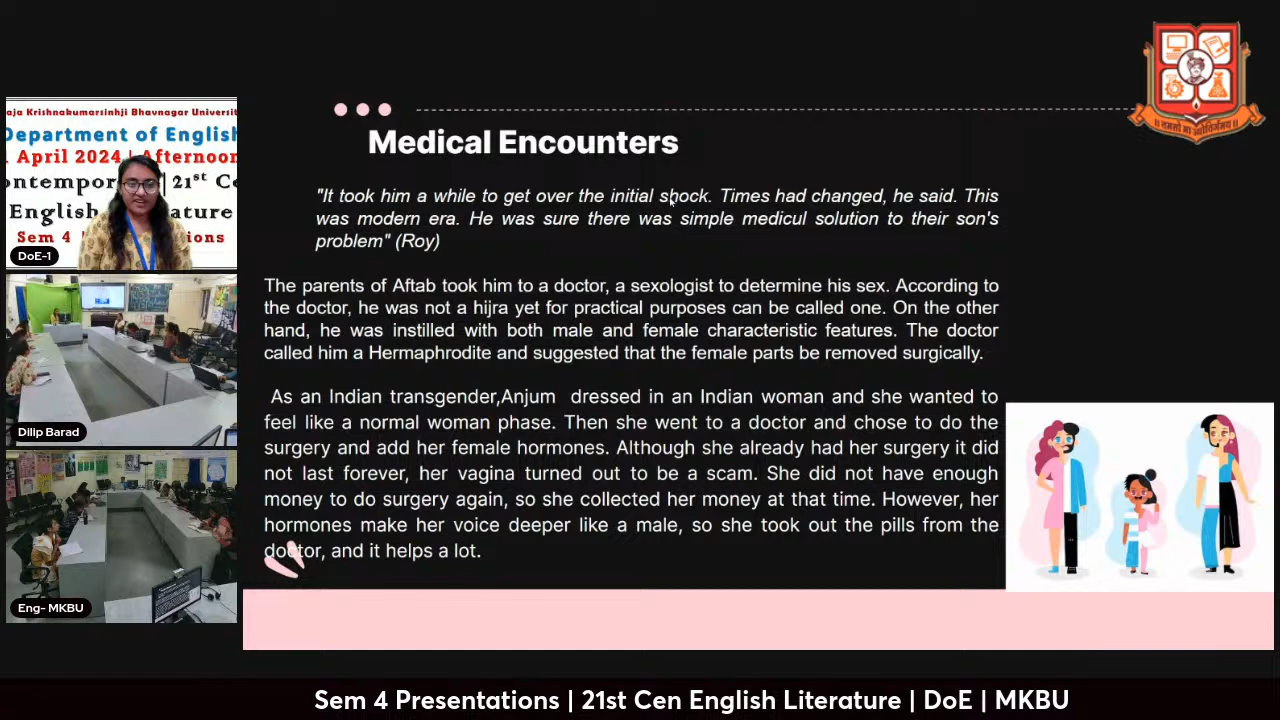 aja Krishnakumarsinhji Bhavnagar Universit
Department of English
April 2024 | Afternoon
ontempor 21st Ce
English ature
Sem 4 ions
DoE-1
Dilip Barad
Eng- MKBU
Medical Encounters
"It took him a while to get over the initial shock. Times had changed, he said. This
was modern era. He was sure there was simple medicul solution to their son's
problem" (Roy)
The parents of Aftab took him to a doctor, a sexologist to determine his sex. According to
the doctor, he was not a hijra yet for practical purposes can be called one. On the other
hand, he was instilled with both male and female characteristic features. The doctor
called him a Hermaphrodite and suggested that the female parts be removed surgically.
As an Indian transgender,Anjum dressed in an Indian woman and she wanted to
feel like a normal woman phase. Then she went to a doctor and chose to do the
surgery and add her female hormones. Although she already had her surgery it did
not last forever, her vagina turned out to be a scam. She did not have enough
money to do surgery again, so she collected her money at that time. However, her
hormones make her voice deeper like a male, so she took out the pills from the
doctor, and it helps a lot.
Sem 4 Presentations | 21st Cen English Literature | DoE | MKBU